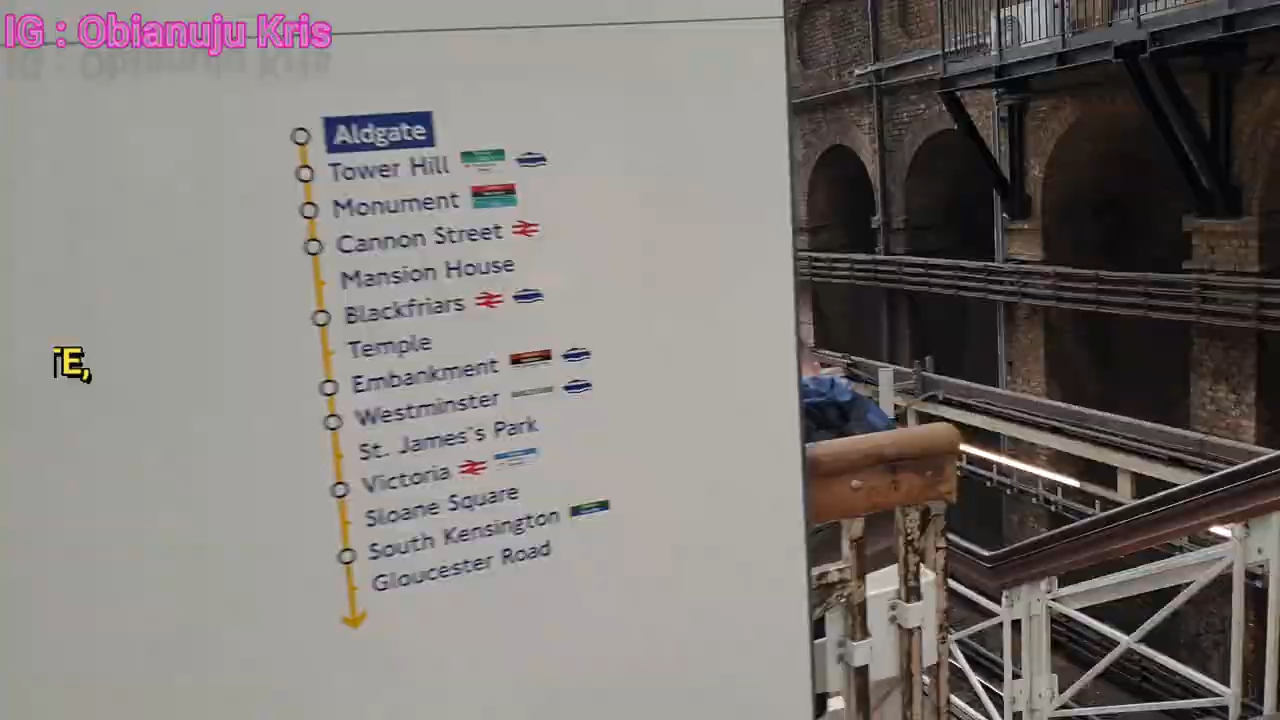 IG : Obianuju Kris
Aldgate
Tower Hill
Monument
Cannon Street
Mansion House
Blackfriars
Temple
Embankment
Westminster
St. James's Park
Victoria
Sloane Square
South Kensington
Gloucester Road
E,